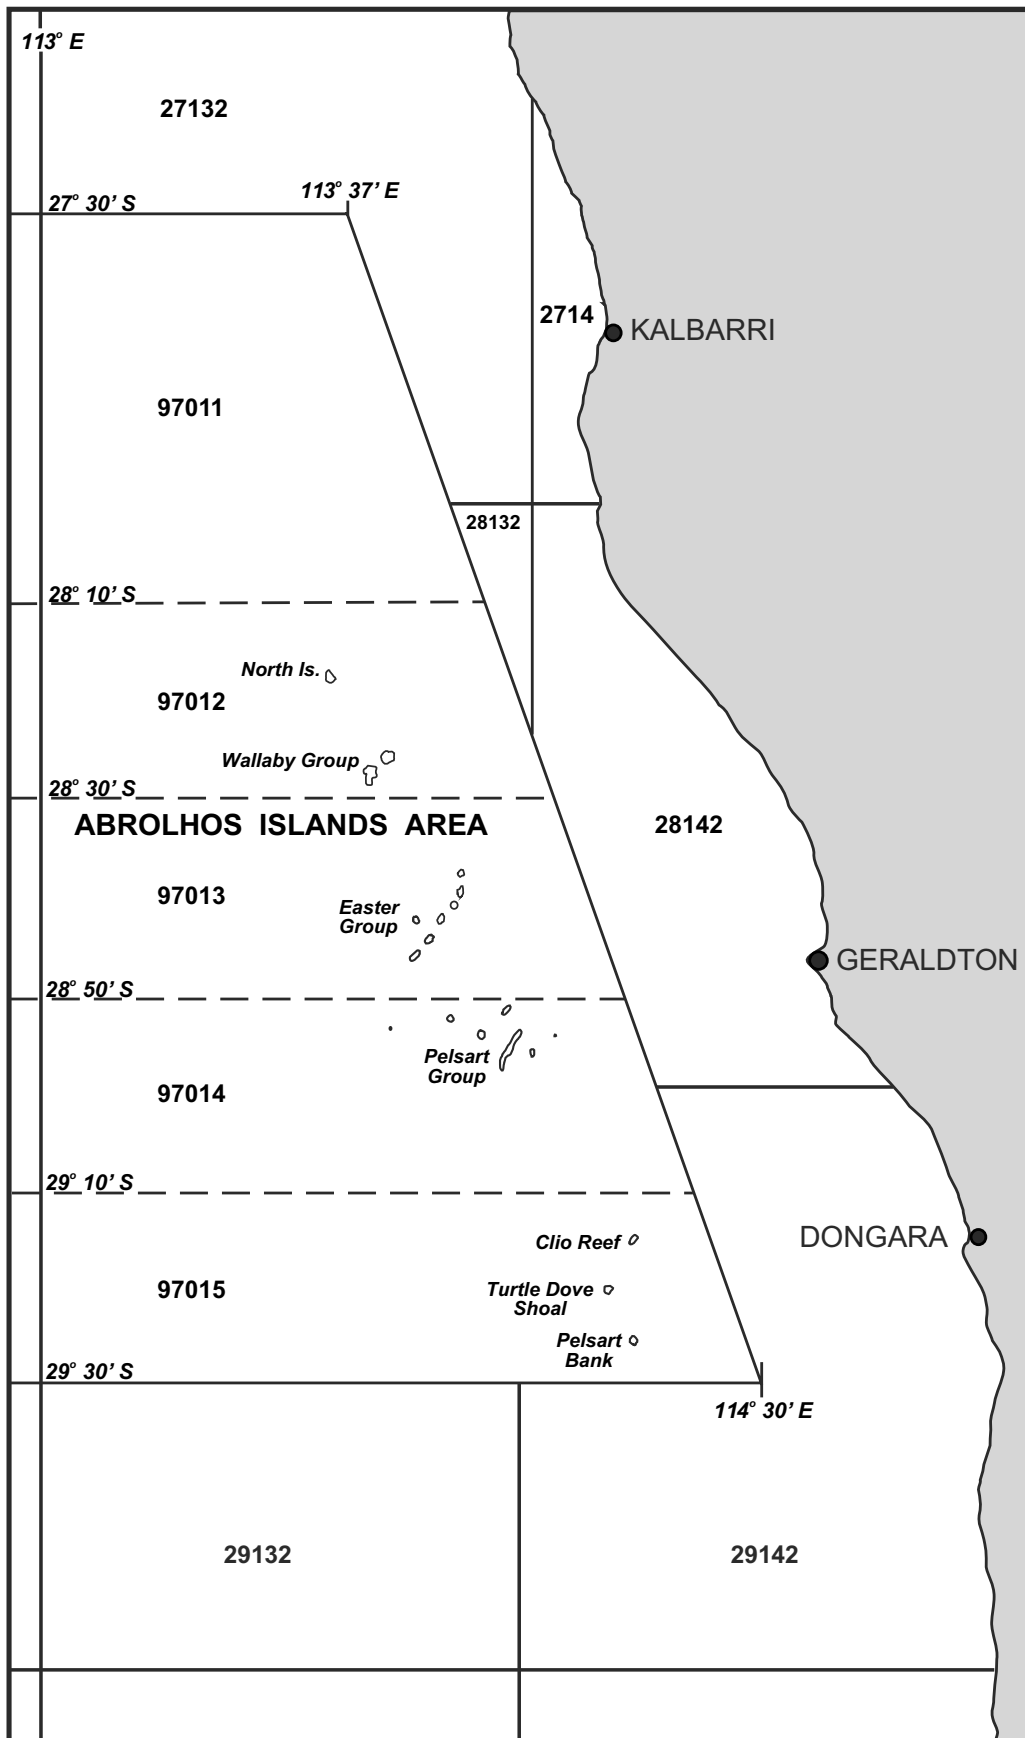 113° E
27132
113° 37’ E
27° 30’ S
2714
KALBARRI
97011
28132
28° 10’ S
North Is.
97012
Wallaby Group
28° 30’ S
ABROLHOS ISLANDS AREA
28142
97013
Easter
Group
GERALDTON
28° 50’ S
Pelsart
Group
97014
29° 10’ S
DONGARA
Clio Reef
97015
Turtle Dove
Shoal
Pelsart
Bank
29° 30’ S
114° 30’ E
29132
29142